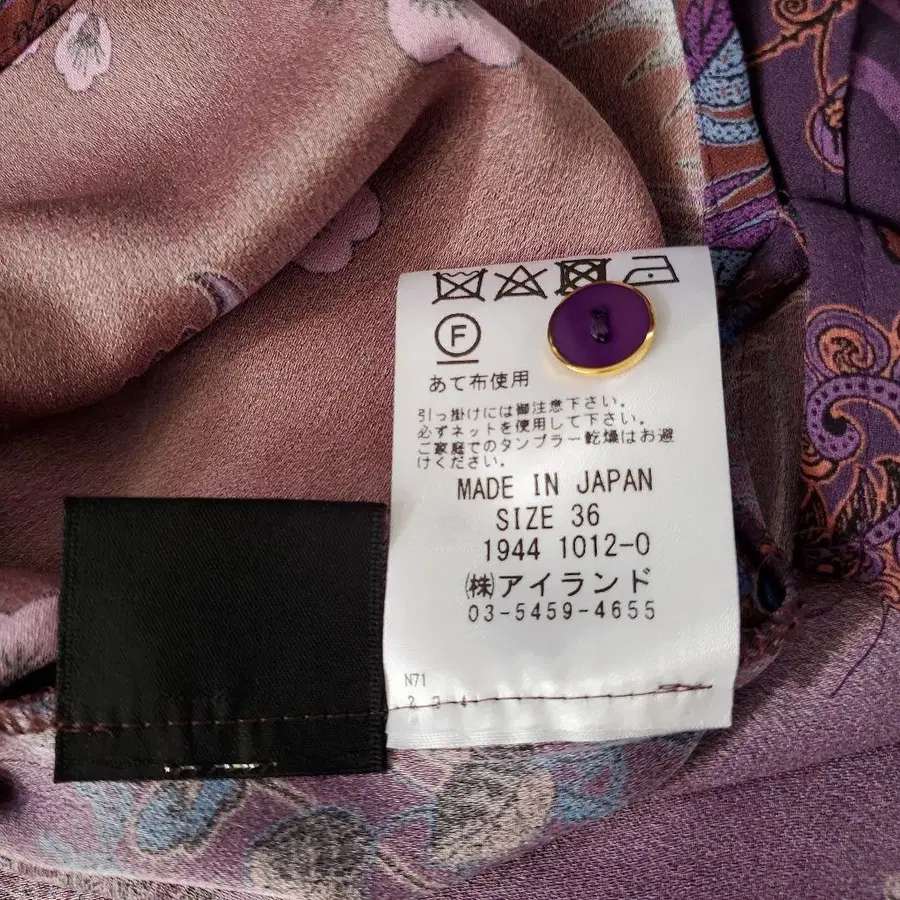 F
あて布使用
引っ掛けには御注意下さい。
必ずネットを使用して下さい。
ご家庭でのタンブラー乾燥はお避
けください。
MADE IN JAPAN
SIZE 36
1944 1012-0
㈱アイランド
03-5459-4655
N71
2 3 4